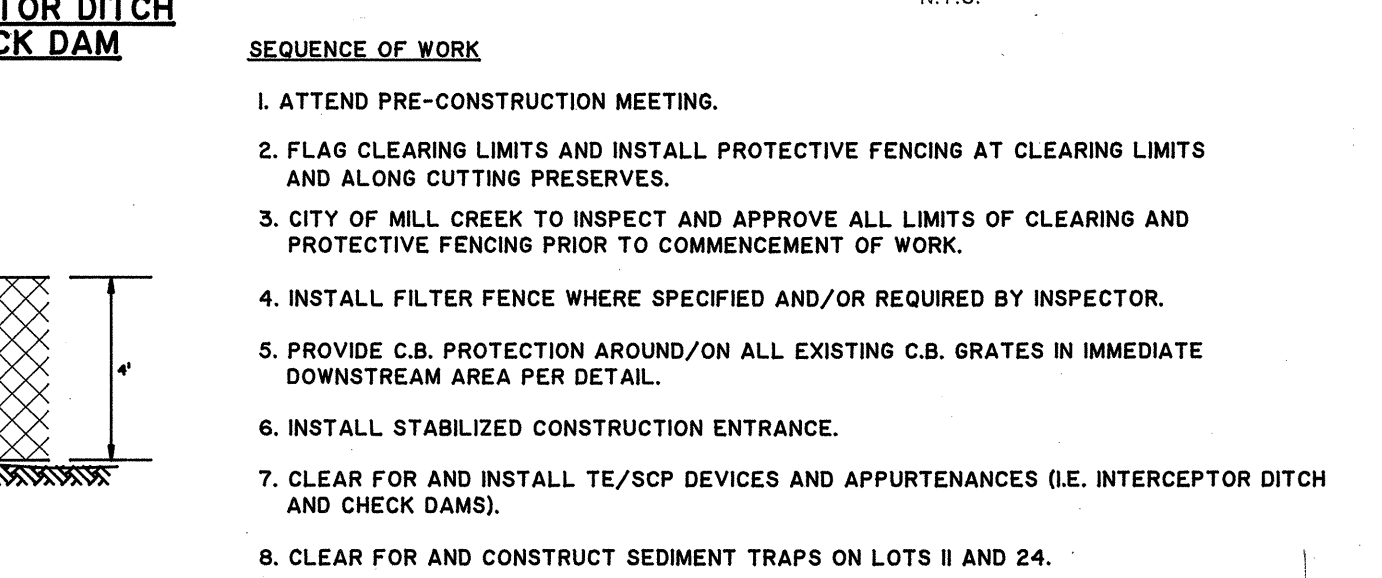 TOR DITCH
CK DAM
N.T.S.
SEQUENCE OF WORK
1. ATTEND PRE-CONSTRUCTION MEETING.
2. FLAG CLEARING LIMITS AND INSTALL PROTECTIVE FENCING AT CLEARING LIMITS
AND ALONG CUTTING PRESERVES.
3. CITY OF MILL CREEK TO INSPECT AND APPROVE ALL LIMITS OF CLEARING AND
PROTECTIVE FENCING PRIOR TO COMMENCEMENT OF WORK.
4. INSTALL FILTER FENCE WHERE SPECIFIED AND/OR REQUIRED BY INSPECTOR.
5. PROVIDE C.B. PROTECTION AROUND/ON ALL EXISTING C.B. GRATES IN IMMEDIATE
DOWNSTREAM AREA PER DETAIL.
4'
6. INSTALL STABILIZED CONSTRUCTION ENTRANCE.
7. CLEAR FOR AND INSTALL TE/SCP DEVICES AND APPURTENANCES (I.E. INTERCEPTOR DITCH
AND CHECK DAMS).
8. CLEAR FOR AND CONSTRUCT SEDIMENT TRAPS ON LOTS 11 AND 24.